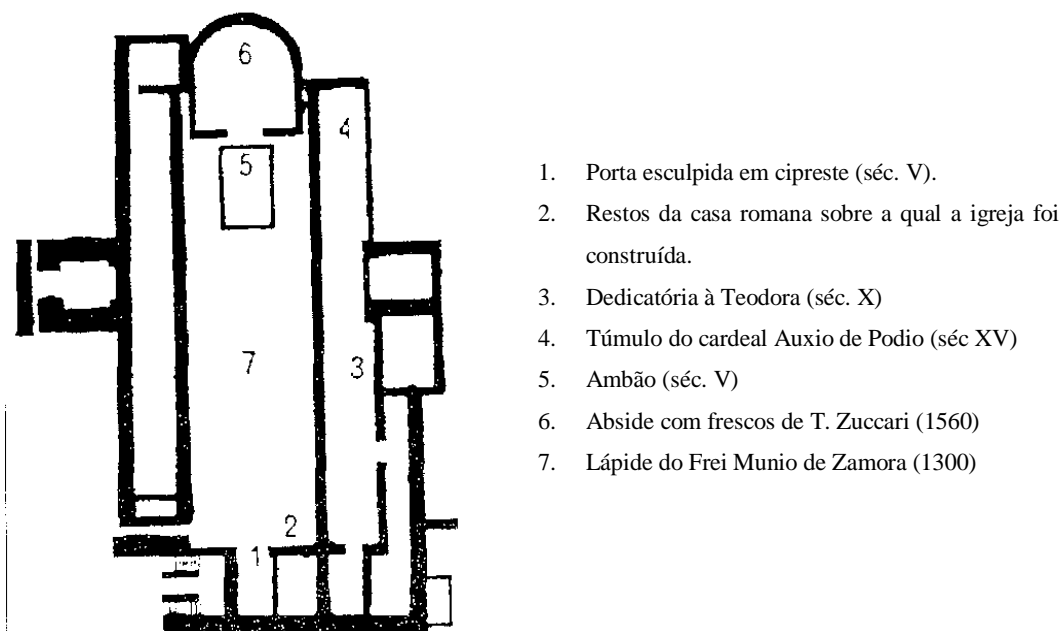 6
4
5
7
3
2
1
1. Porta esculpida em cipreste (séc. V).
2. Restos da casa romana sobre a qual a igreja foi
construída.
3. Dedicatória à Teodora (séc. X)
4. Túmulo do cardeal Auxio de Podio (séc XV)
5. Ambão (séc. V)
6. Abside com frescos de T. Zuccari (1560)
7. Lápide do Frei Munio de Zamora (1300)